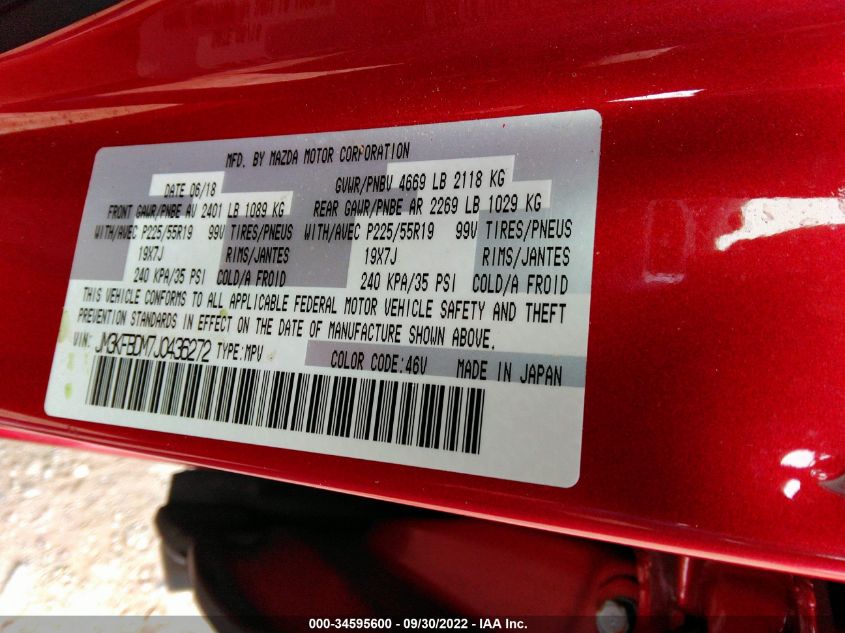 MFD. BY MAZDA MOTOR CORPORATION
DATE 06/18 GVWR/PNBV 4669 LB 2118 KG
FRONT GAWR/PNBE AV 2401 LB 1089 KG REAR GAWR/PNBE AR 2269 LB 1029 KG
WITH/AVEC P225/55R19 99V TIRES/PNEUS WITH/AVEC P225/55R19 99V TIRES/PNEUS
19X7J RIMS/JANTES 19X7J RIMS/JANTES
240 KPA/35 PSI COLD/A FROID 240 KPA/35 PSI COLD/A FROID
THIS VEHICLE CONFORMS TO ALL APPLICABLE FEDERAL MOTOR VEHICLE SAFETY AND THEFT
PREVENTION STANDARDS IN EFFECT ON THE DATE OF MANUFACTURE SHOWN ABOVE.
VIN: JM3KFBDM7J0436272 TYPE:MPV COLOR CODE:46V MADE IN JAPAN
000-34595600 - 09/30/2022 - IAA Inc.